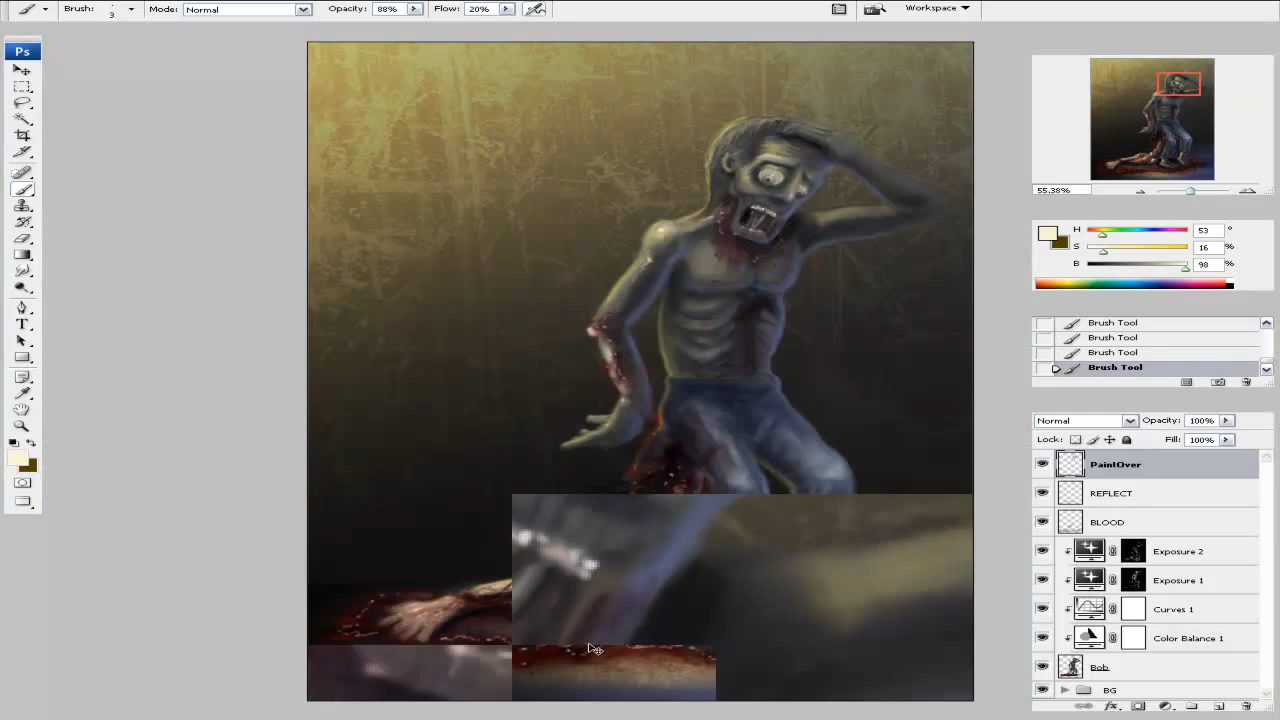 Brush: 3 Mode: Normal Opacity: 88% Flow: 20% Workspace
Ps
55.38%
H 53 °
S 16 %
B 98 %
Brush Tool
Brush Tool
Brush Tool
Brush Tool
Normal Opacity: 100%
Lock: Fill: 100%
PaintOver
REFLECT
BLOOD
Exposure 2
Exposure 1
Curves 1
Color Balance 1
Bob
BG